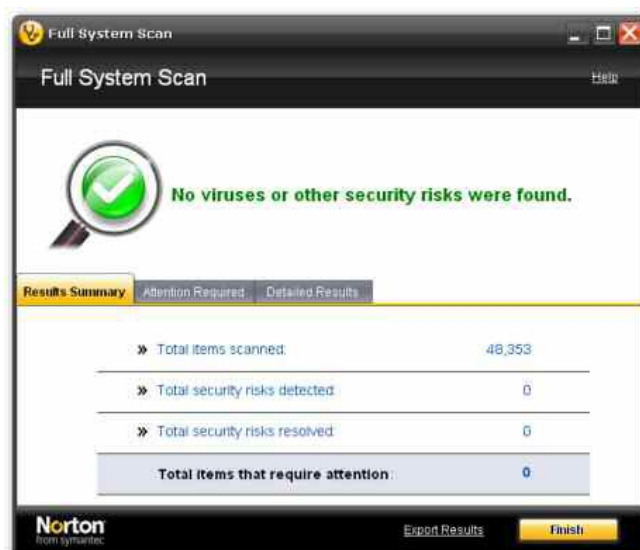 Full System Scan
Full System Scan
Help
No viruses or other security risks were found.
Results Summary Attention Required Detailed Results
» Total items scanned: 48,353
» Total security risks detected: 0
» Total security risks resolved: 0
Total items that require attention: 0
Norton
from symantec
Export Results Finish